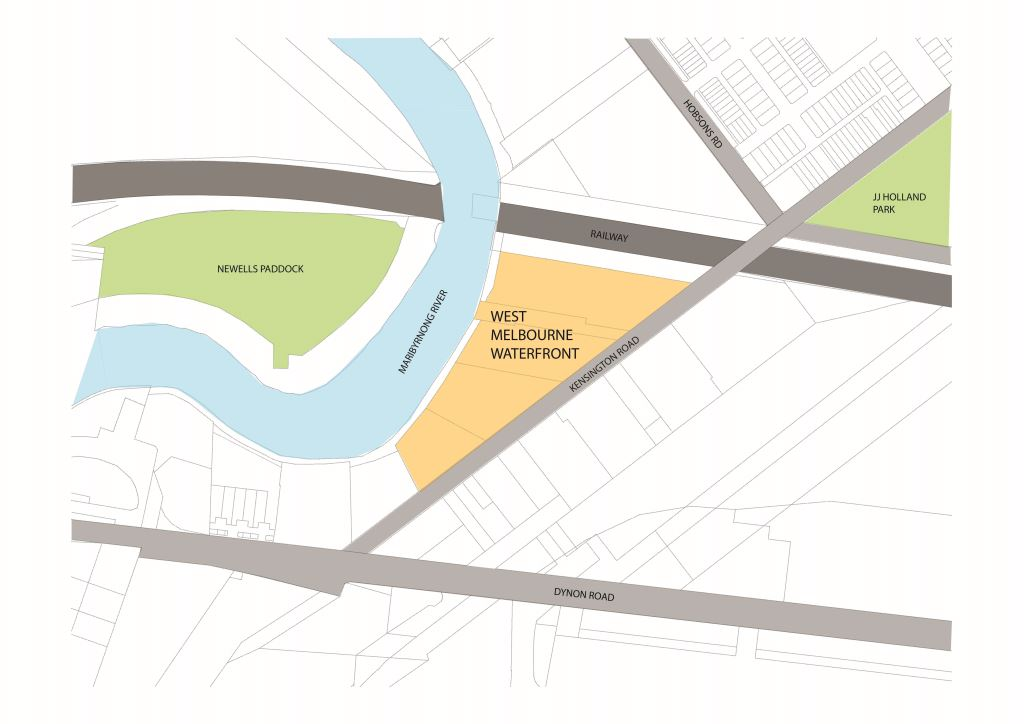 HOBSONS RD
JJ HOLLAND
PARK
RAILWAY
NEWELLS PADDOCK
MARIBYRNONG RIVER
WEST
MELBOURNE
WATERFRONT
KENSINGTON ROAD
DYNON ROAD